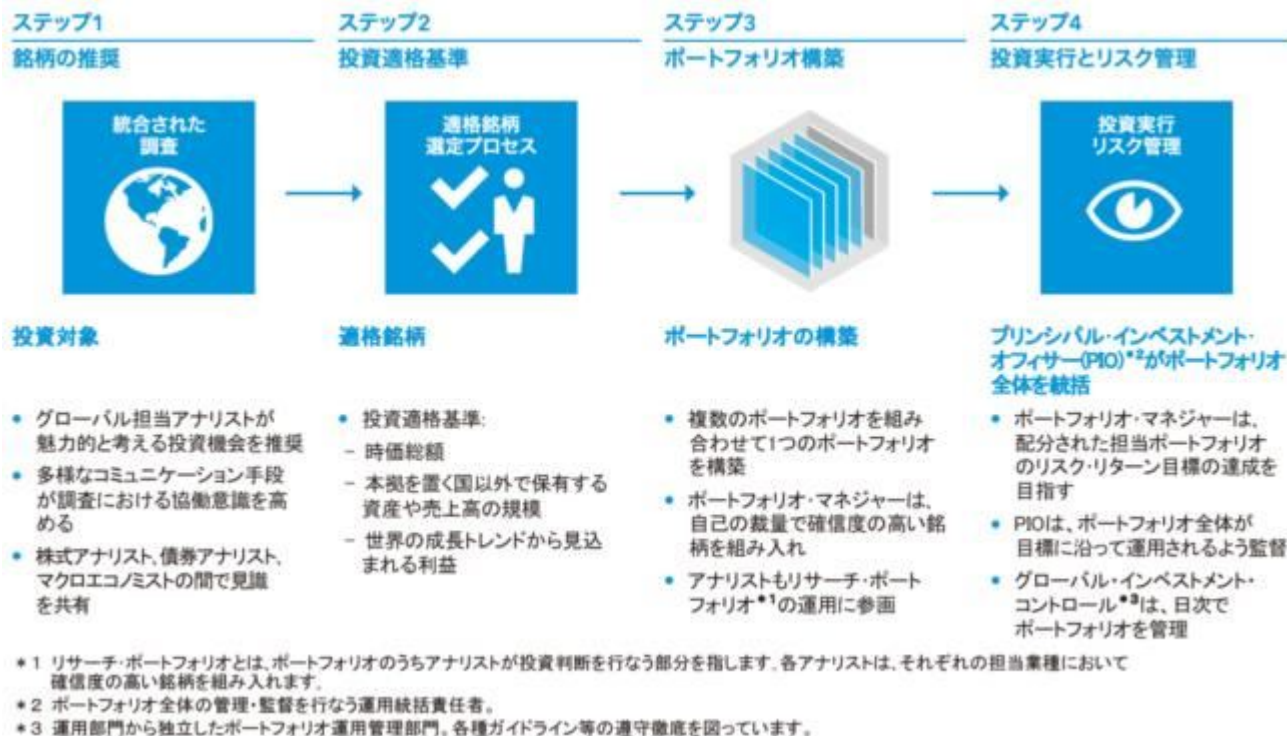 ステップ1
銘柄の推奨
統合された
調査
投資対象
• グローバル担当アナリストが
魅力的と考える投資機会を推奨
• 多様なコミュニケーション手段
が調査における協働意識を高
める
• 株式アナリスト、債券アナリスト、
マクロエコノミストの間で見識
を共有
ステップ2
投資適格基準
適格銘柄
選定プロセス
適格銘柄
• 投資適格基準:
- 時価総額
- 本拠を置く国以外で保有する
資産や売上高の規模
- 世界の成長トレンドから見込
まれる利益
ステップ3
ポートフォリオ構築
ポートフォリオの構築
• 複数のポートフォリオを組み
合わせて1つのポートフォリオ
を構築
• ポートフォリオ・マネジャーは、
自己の裁量で確信度の高い銘
柄を組み入れ
• アナリストもリサーチ・ポート
フォリオ*1の運用に参画
ステップ4
投資実行とリスク管理
投資実行
リスク管理
プリンシパル・インベストメント・
オフィサー(PIO)*2がポートフォリオ
全体を統括
• ポートフォリオ・マネジャーは、
配分された担当ポートフォリオ
のリスク・リターン目標の達成を
目指す
• PIOは、ポートフォリオ全体が
目標に沿って運用されるよう監督
• グローバル・インベストメント・
コントロール*3は、日次で
ポートフォリオを管理
*1 リサーチ・ポートフォリオとは、ポートフォリオのうちアナリストが投資判断を行なう部分を指します。各アナリストは、それぞれの担当業種において
確信度の高い銘柄を組み入れます。
*2 ポートフォリオ全体の管理・監督を行なう運用統括責任者。
*3 運用部門から独立したポートフォリオ運用管理部門。各種ガイドライン等の遵守徹底を図っています。